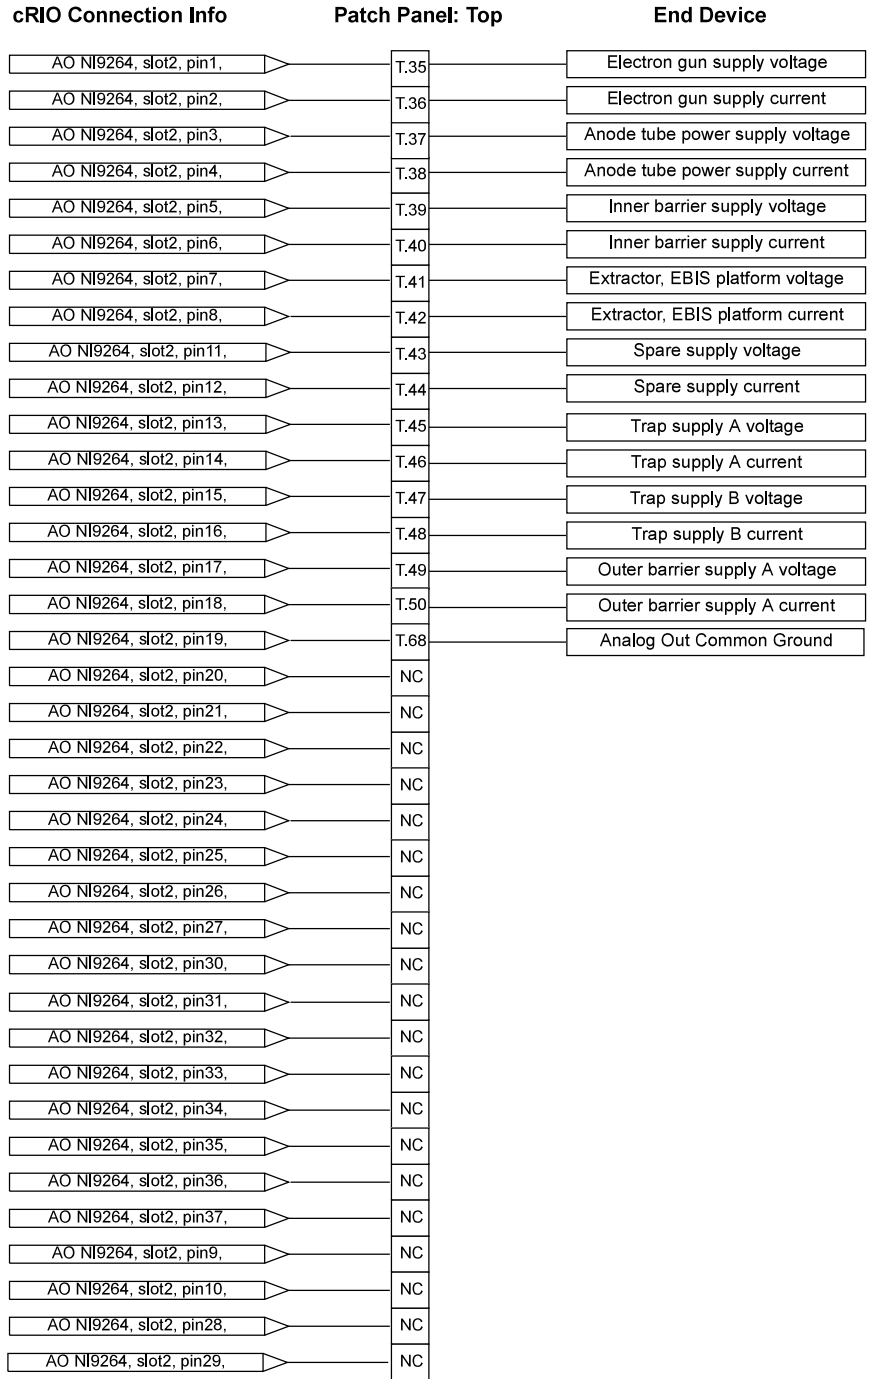 cRIO Connection Info Patch Panel: Top End Device
AO NI9264, slot2, pin1, T.35 Electron gun supply voltage
AO NI9264, slot2, pin2, T.36 Electron gun supply current
AO NI9264, slot2, pin3, T.37 Anode tube power supply voltage
AO NI9264, slot2, pin4, T.38 Anode tube power supply current
AO NI9264, slot2, pin5, T.39 Inner barrier supply voltage
AO NI9264, slot2, pin6, T.40 Inner barrier supply current
AO NI9264, slot2, pin7, T.41 Extractor, EBIS platform voltage
AO NI9264, slot2, pin8, T.42 Extractor, EBIS platform current
AO NI9264, slot2, pin11, T.43 Spare supply voltage
AO NI9264, slot2, pin12, T.44 Spare supply current
AO NI9264, slot2, pin13, T.45 Trap supply A voltage
AO NI9264, slot2, pin14, T.46 Trap supply A current
AO NI9264, slot2, pin15, T.47 Trap supply B voltage
AO NI9264, slot2, pin16, T.48 Trap supply B current
AO NI9264, slot2, pin17, T.49 Outer barrier supply A voltage
AO NI9264, slot2, pin18, T.50 Outer barrier supply A current
AO NI9264, slot2, pin19, T.68 Analog Out Common Ground
AO NI9264, slot2, pin20, NC
AO NI9264, slot2, pin21, NC
AO NI9264, slot2, pin22, NC
AO NI9264, slot2, pin23, NC
AO NI9264, slot2, pin24, NC
AO NI9264, slot2, pin25, NC
AO NI9264, slot2, pin26, NC
AO NI9264, slot2, pin27, NC
AO NI9264, slot2, pin30, NC
AO NI9264, slot2, pin31, NC
AO NI9264, slot2, pin32, NC
AO NI9264, slot2, pin33, NC
AO NI9264, slot2, pin34, NC
AO NI9264, slot2, pin35, NC
AO NI9264, slot2, pin36, NC
AO NI9264, slot2, pin37, NC
AO NI9264, slot2, pin9, NC
AO NI9264, slot2, pin10, NC
AO NI9264, slot2, pin28, NC
AO NI9264, slot2, pin29, NC